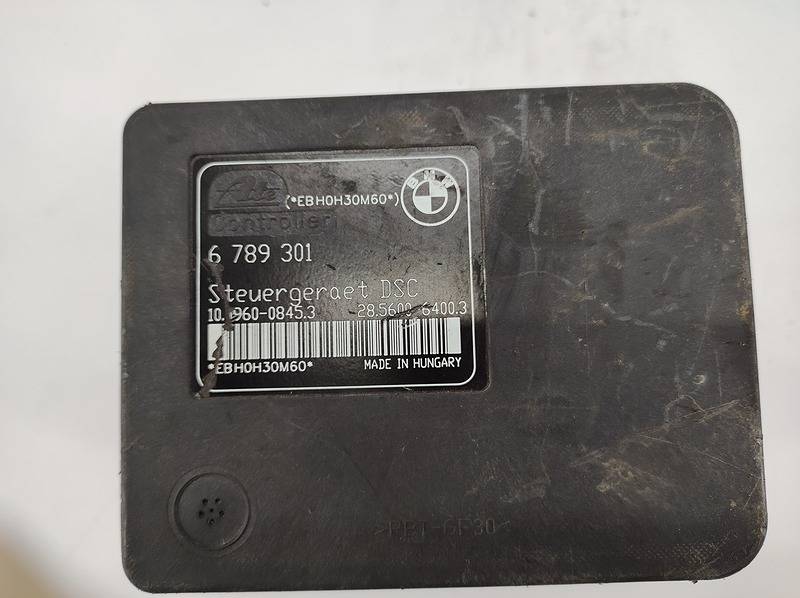 Ate (*EBH0H30M60*) BMW
Controller
6 789 301
Steuergeraet DSC
10.0960-0845.3 28.5600-6400.3
*EBH0H30M60* MADE IN HUNGARY
>PBT-GF30<